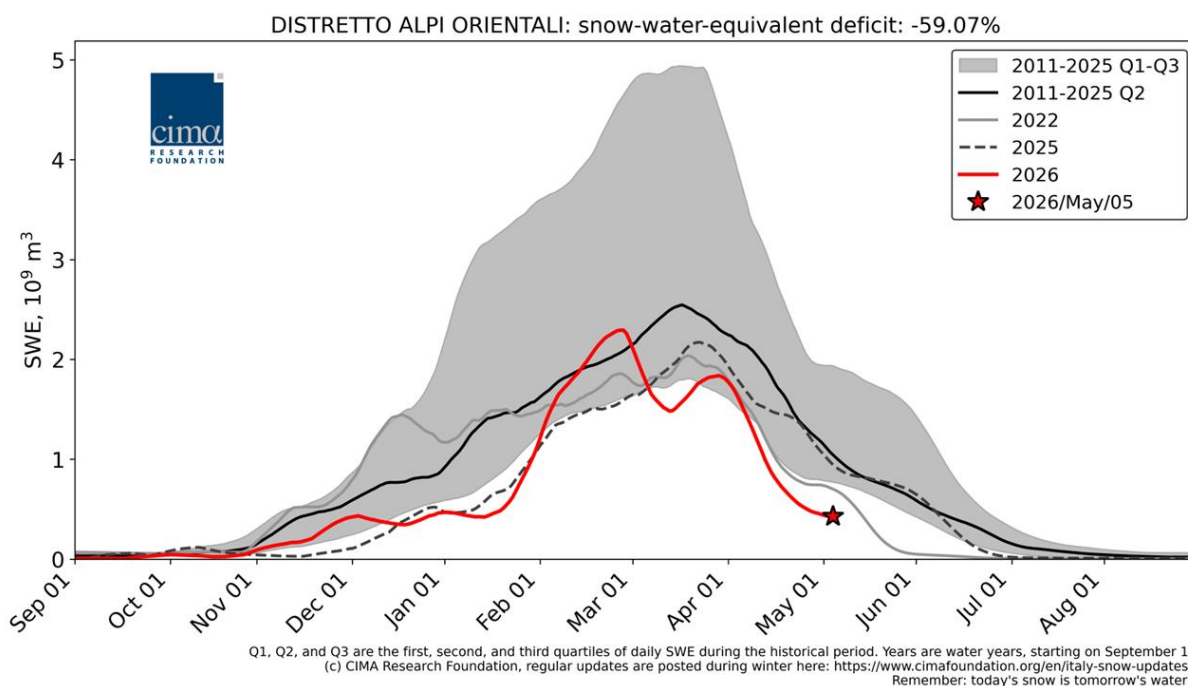 DISTRETTO ALPI ORIENTALI: snow-water-equivalent deficit: -59.07%
cima
RESEARCH
FOUNDATION
2011-2025 Q1-Q3
2011-2025 Q2
2022
2025
2026
2026/May/05
SWE, 10⁹ m³
5
4
3
2
1
0
Sep 01
Oct 01
Nov 01
Dec 01
Jan 01
Feb 01
Mar 01
Apr 01
May 01
Jun 01
Jul 01
Aug 01
Q1, Q2, and Q3 are the first, second, and third quartiles of daily SWE during the historical period. Years are water years, starting on September 1
(c) CIMA Research Foundation, regular updates are posted during winter here: https://www.cimafoundation.org/en/italy-snow-updates
Remember: today's snow is tomorrow's water